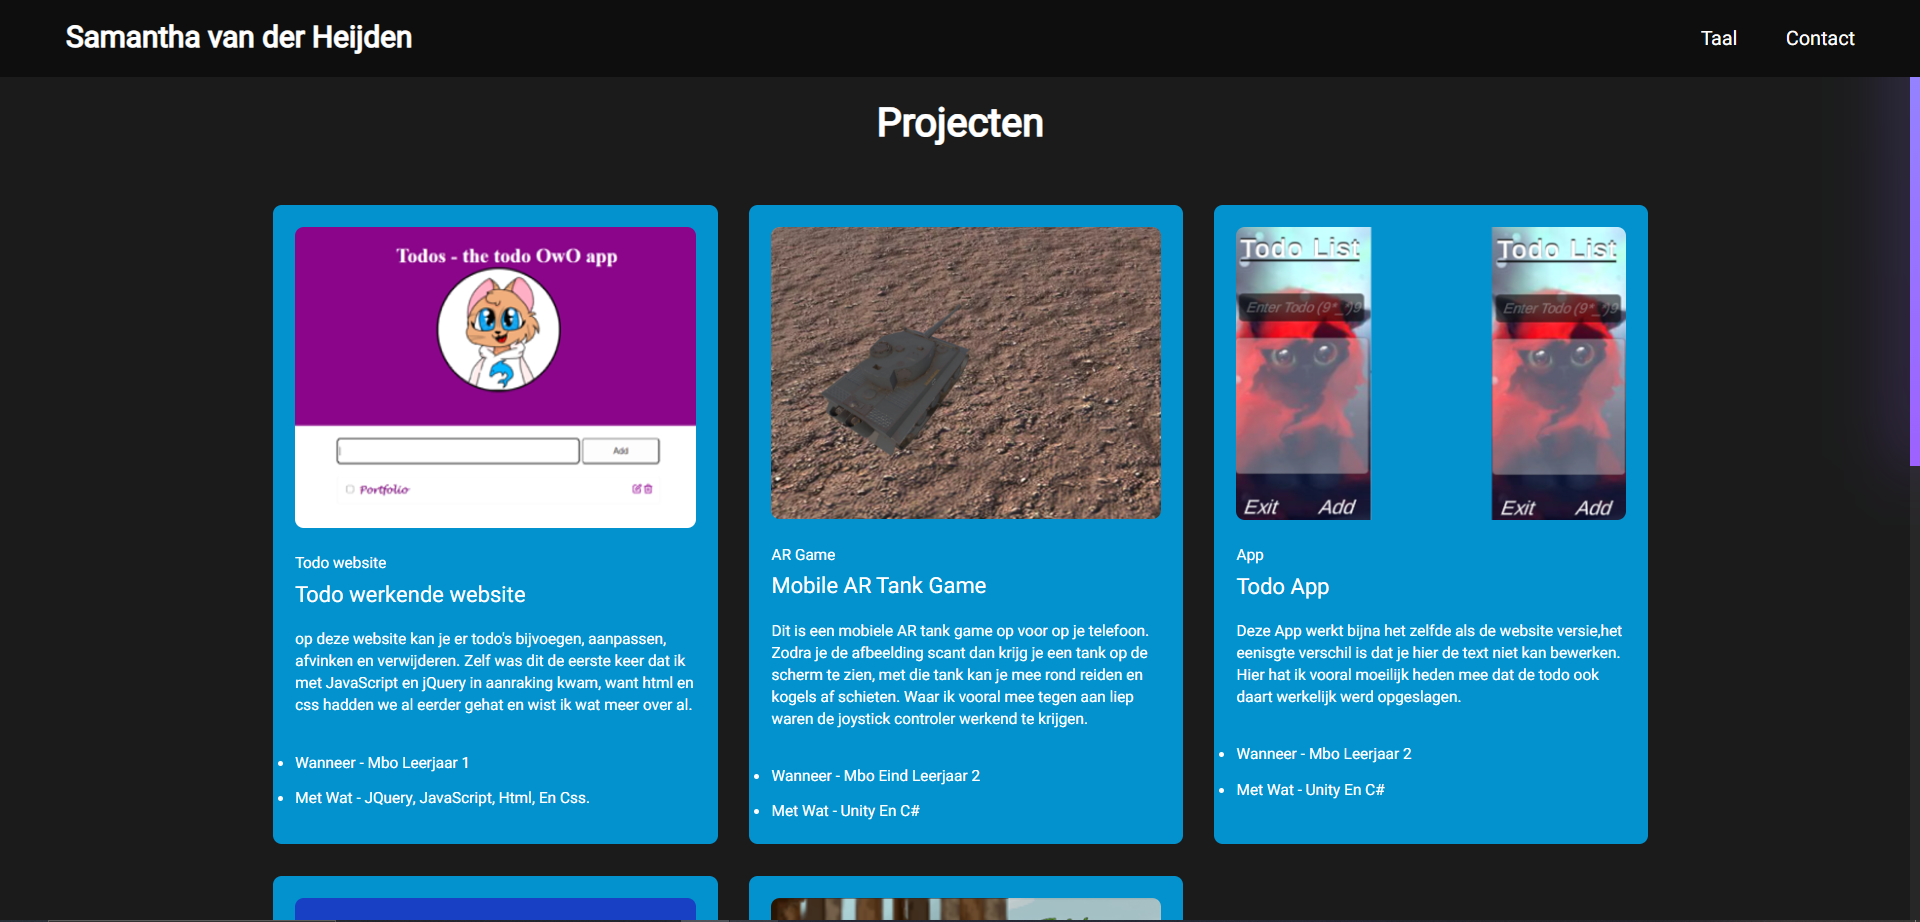 Samantha van der Heijden
Taal
Contact
Projecten
Todos - the todo OwO app
Add
Portfolio
Todo website
Todo werkende website
op deze website kan je er todo's bijvoegen, aanpassen,
afvinken en verwijderen. Zelf was dit de eerste keer dat ik
met JavaScript en jQuery in aanraking kwam, want html en
css hadden we al eerder gehat en wist ik wat meer over al.
Wanneer - Mbo Leerjaar 1
Met Wat - JQuery, JavaScript, Html, En Css.
AR Game
Mobile AR Tank Game
Dit is een mobiele AR tank game op voor op je telefoon.
Zodra je de afbeelding scant dan krijg je een tank op de
scherm te zien, met die tank kan je mee rond reiden en
kogels af schieten. Waar ik vooral mee tegen aan liep
waren de joystick controler werkend te krijgen.
Wanneer - Mbo Eind Leerjaar 2
Met Wat - Unity En C#
Todo List
Enter Todo (9*_*)9
Exit Add
Todo List
Enter Todo (9*_*)9
Exit Add
App
Todo App
Deze App werkt bijna het zelfde als de website versie,het
eenisgte verschil is dat je hier de text niet kan bewerken.
Hier hat ik vooral moeilijk heden mee dat de todo ook
daart werkelijk werd opgeslagen.
Wanneer - Mbo Leerjaar 2
Met Wat - Unity En C#